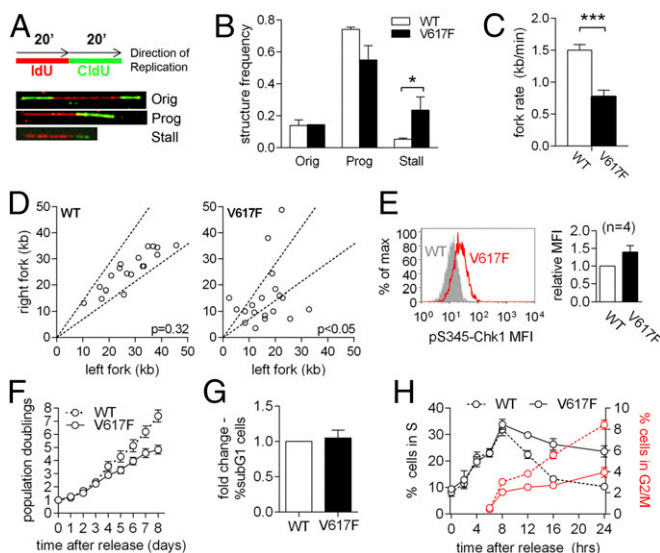 A
20' 20'
Direction of
Replication
IdU CldU
Orig
Prog
Stall
B
structure frequency
0.8
0.6
0.4
0.2
0.0
Orig Prog Stall
WT
V617F
*
C
fork rate (kb/min)
2.0
1.5
1.0
0.5
0.0
***
WT V617F
D
WT
right fork (kb)
50
40
30
20
10
0
0 10 20 30 40 50
left fork (kb)
p=0.32
V617F
50
40
30
20
10
0
0 10 20 30 40 50
left fork (kb)
p<0.05
E
% of max
WT
V617F
10⁰ 10¹ 10² 10³ 10⁴
pS345-Chk1 MFI
(n=4)
relative MFI
2.0
1.5
1.0
0.5
0.0
WT V617F
F
population doublings
8
7
6
5
4
3
2
1
0
WT
V617F
0 1 2 3 4 5 6 7 8
time after release (days)
G
fold change -
%subG1 cells
1.5
1.0
0.5
0.0
WT V617F
H
WT V617F
% cells in S
40
30
20
10
0
% cells in G2/M
10
8
6
4
2
0
0 4 8 12 16 20 24
time after release (hrs)